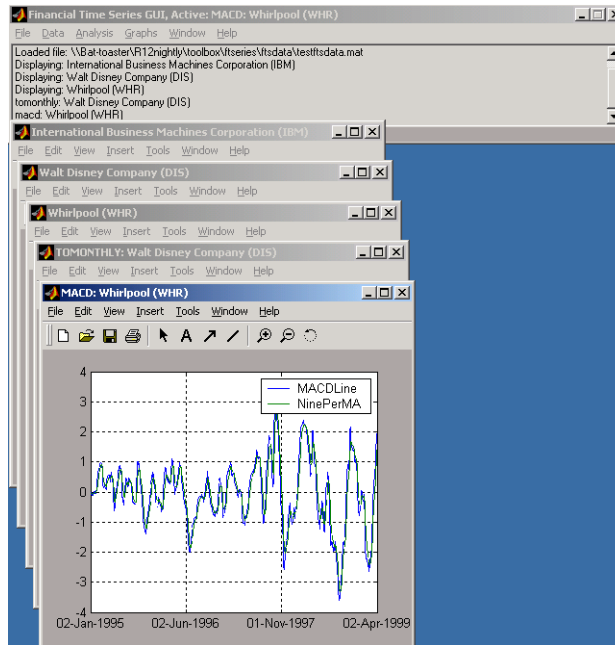 Financial Time Series GUI, Active: MACD: Whirlpool (WHR)
File Data Analysis Graphs Window Help
Loaded file: \\Bat-toaster\R12nightly\toolbox\ftseries\ftsdata\testftsdata.mat
Displaying: International Business Machines Corporation (IBM)
Displaying: Walt Disney Company (DIS)
Displaying: Whirlpool (WHR)
tomonthly: Walt Disney Company (DIS)
macd: Whirlpool (WHR)
International Business Machines Corporation (IBM)
File Edit View Insert Tools Window Help
Walt Disney Company (DIS)
File Edit View Insert Tools Window Help
Whirlpool (WHR)
File Edit View Insert Tools Window Help
TOMONTHLY: Walt Disney Company (DIS)
File Edit View Insert Tools Window Help
MACD: Whirlpool (WHR)
File Edit View Insert Tools Window Help
A
MACDLine
NinePerMA
4
3
2
1
0
-1
-2
-3
-4
02-Jan-1995 02-Jun-1996 01-Nov-1997 02-Apr-1999